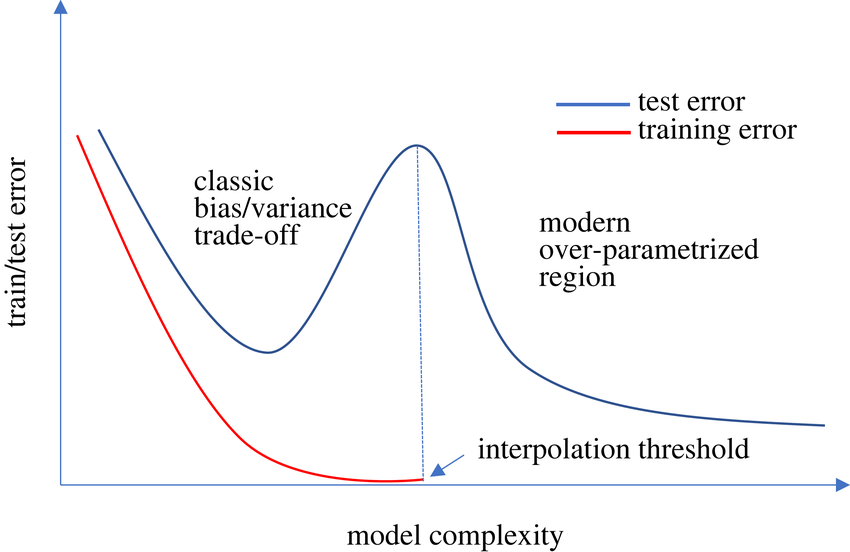 test error
training error
classic
bias/variance
trade-off
modern
over-parametrized
region
train/test error
interpolation threshold
model complexity